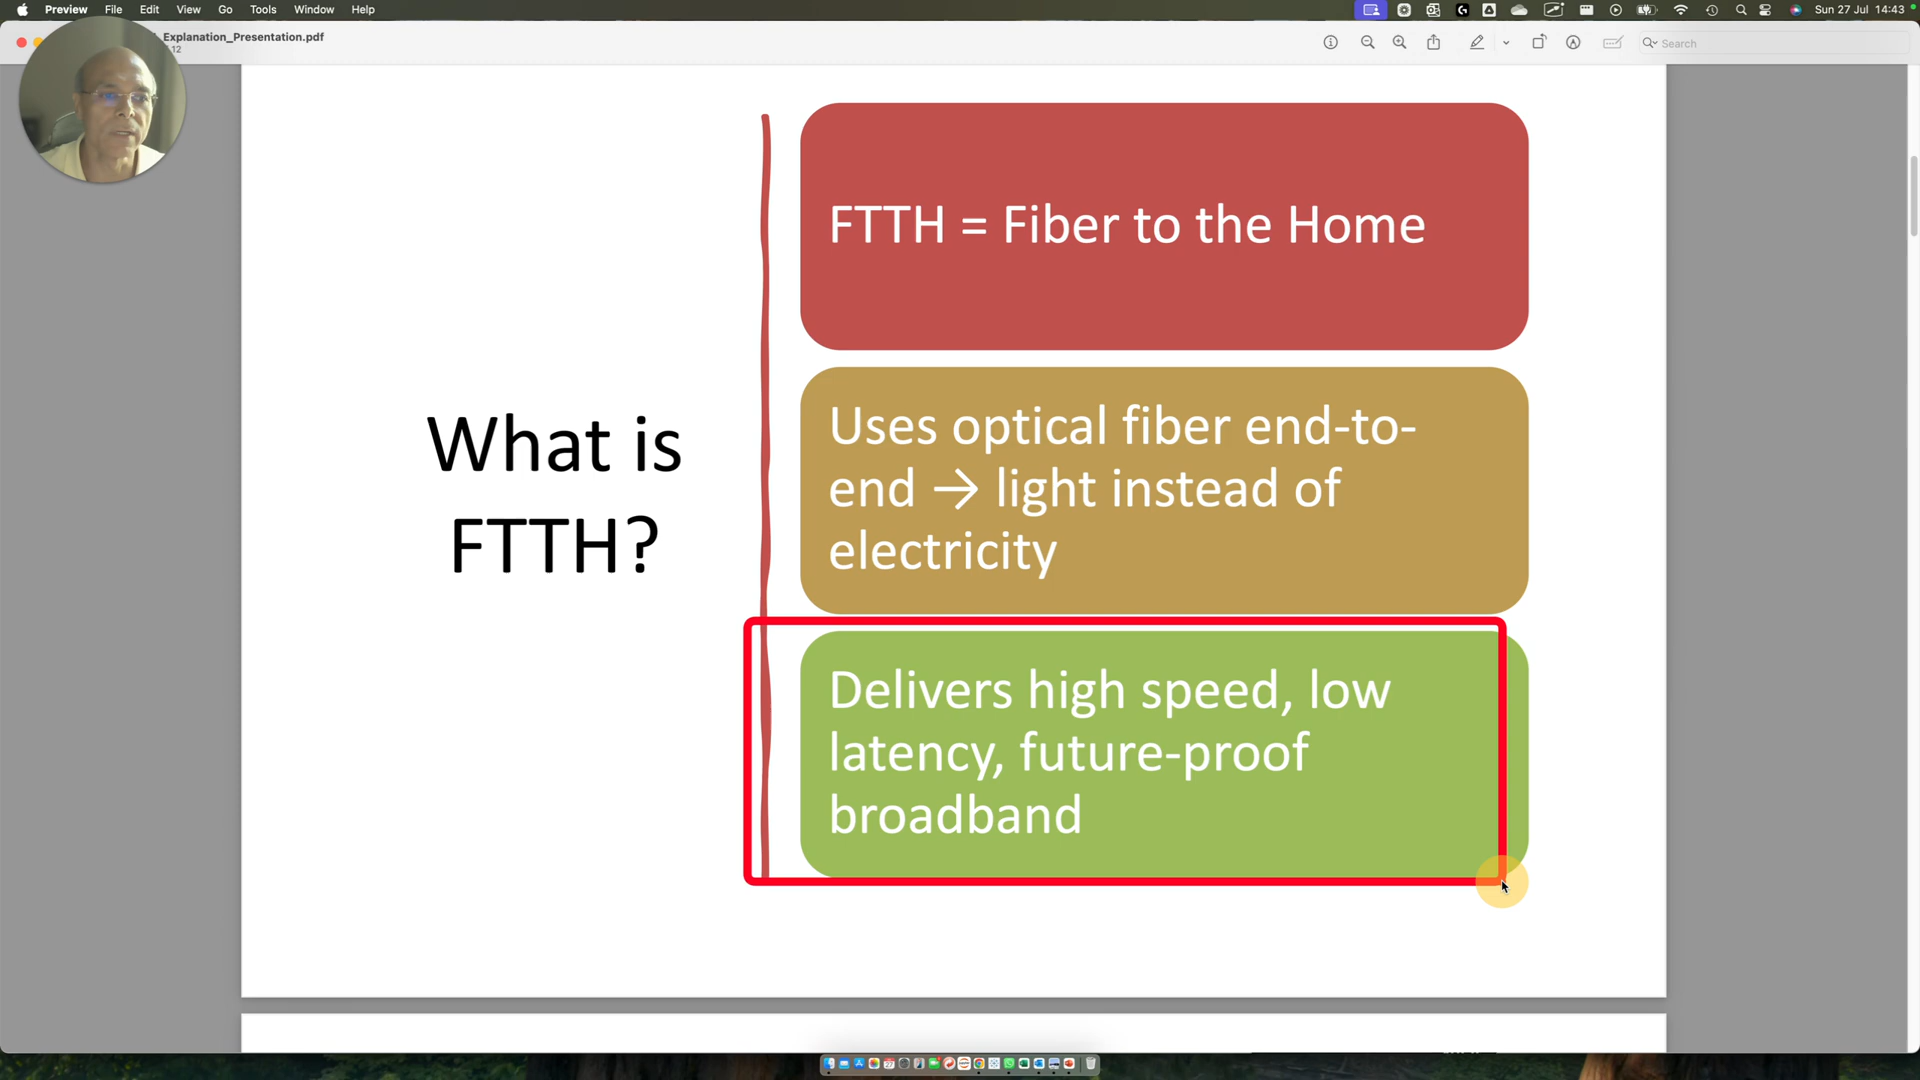 Preview File Edit View Go Tools Window Help
Sun 27 Jul 14:43
Explanation_Presentation.pdf
12
Search
What is
FTTH?
FTTH = Fiber to the Home
Uses optical fiber end-to-
end → light instead of
electricity
Delivers high speed, low
latency, future-proof
broadband